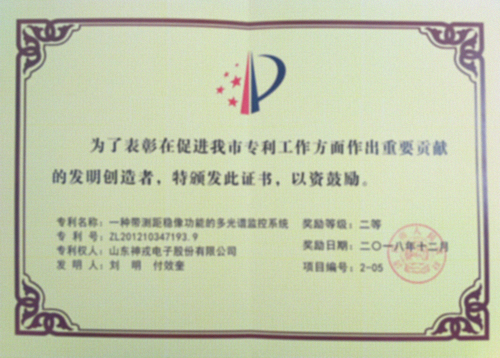 为了表彰在促进我市专利工作方面作出重要贡献
的发明创造者，特颁发此证书，以资鼓励。
专利名称：一种带测距稳像功能的多光谱监控系统 奖励等级：二等
专 利 号：ZL201210347193.9 奖励日期：二〇一八年十二月
专利权人：山东神戎电子股份有限公司
发 明 人：刘 明 付效奎 项目编号：2-05